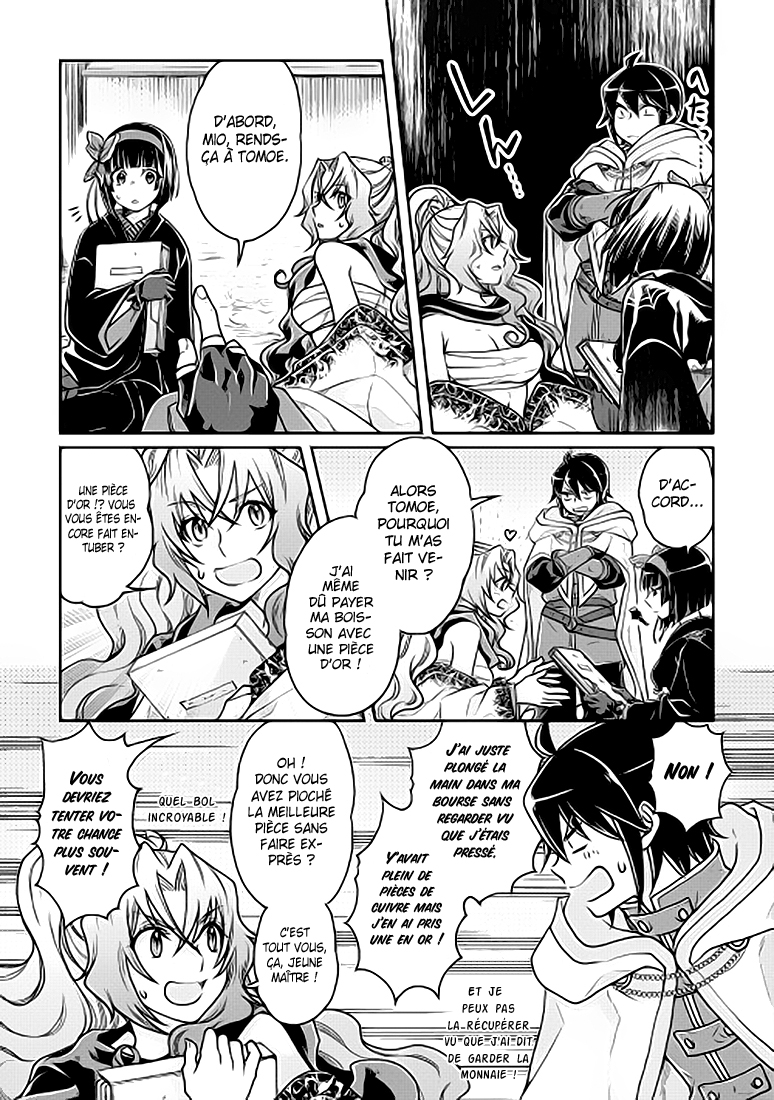 へたっ…
しーん……
D'ABORD,
MIO, RENDS-
ÇA À TOMOE.
D'AC-
CORD...
ALORS
TOMOE,
POURQUOI
TU M'AS
FAIT VE-
NIR ?
J'AI
MÊME
DÛ PAYER
MA BOIS-
SON AVEC
UNE PIÈCE
D'OR !
UNE PIÈCE
D'OR !? VOUS
VOUS ÊTES EN-
CORE FAIT EN-
TUBER ?
NON !
J'AI JUSTE
PLONGÉ LA
MAIN DANS MA
BOURSE SANS
REGARDER VU
QUE J'ÉTAIS
PRESSÉ.
Y'AVAIT
PLEIN DE
PIÈCES DE
CUIVRE MAIS
J'EN AI PRIS
UNE EN OR !
ET JE
PEUX PAS
LA RÉCUPÉRER
VU QUE J'AI DIT
DE GARDER LA
MONNAIE !
OH !
DONC VOUS
AVEZ PIOCHÉ
LA MEILLEURE
PIÈCE SANS
FAIRE EX-
PRÈS ?
C'EST
TOUT VOUS,
ÇA, JEUNE
MAÎTRE !
QUEL BOL
INCROYABLE !
VOUS
DEVRIEZ
TENTER VO-
TRE CHANCE
PLUS SOU-
VENT !